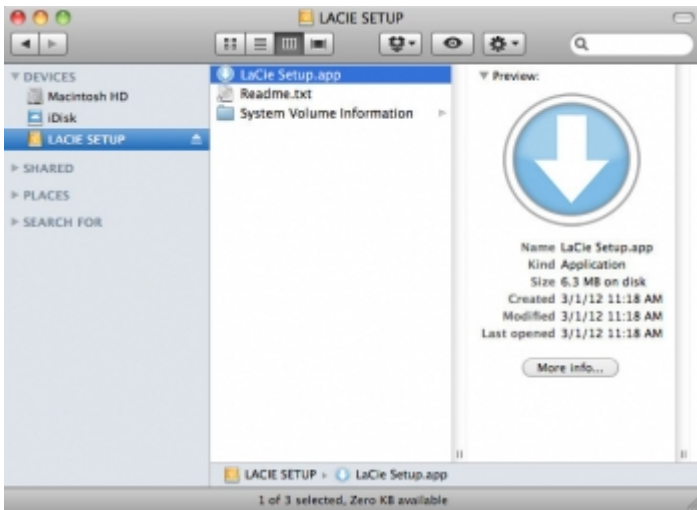 LACIE SETUP
DEVICES
Macintosh HD
iDisk
LACIE SETUP
SHARED
PLACES
SEARCH FOR
LaCie Setup.app
Readme.txt
System Volume Information
Preview:
Name LaCie Setup.app
Kind Application
Size 6.3 MB on disk
Created 3/1/12 11:18 AM
Modified 3/1/12 11:18 AM
Last opened 3/1/12 11:18 AM
More info...
LACIE SETUP LaCie Setup.app
1 of 3 selected, Zero KB available